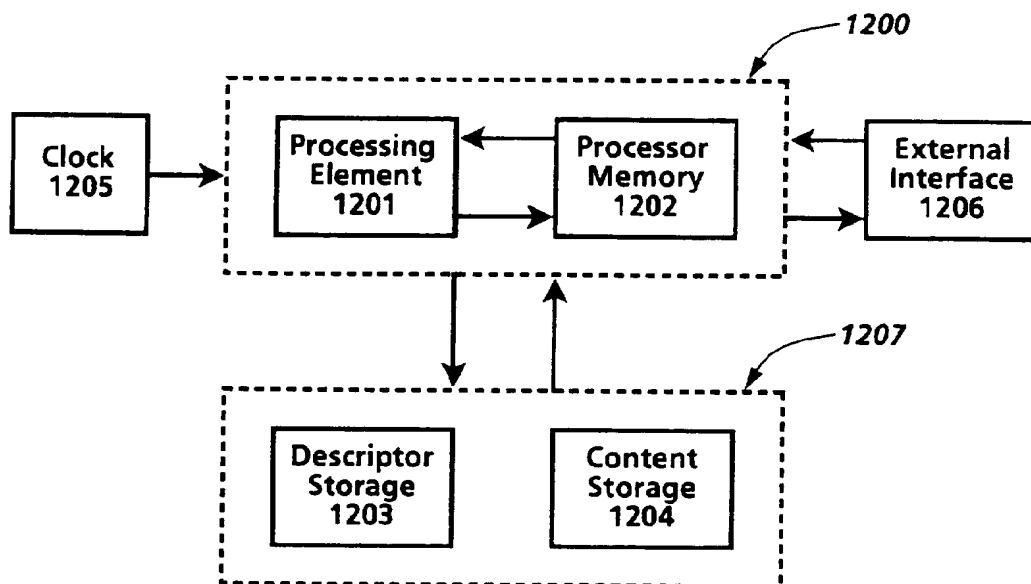 1200
Clock
1205
Processing
Element
1201
Processor
Memory
1202
External
Interface
1206
1207
Descriptor
Storage
1203
Content
Storage
1204